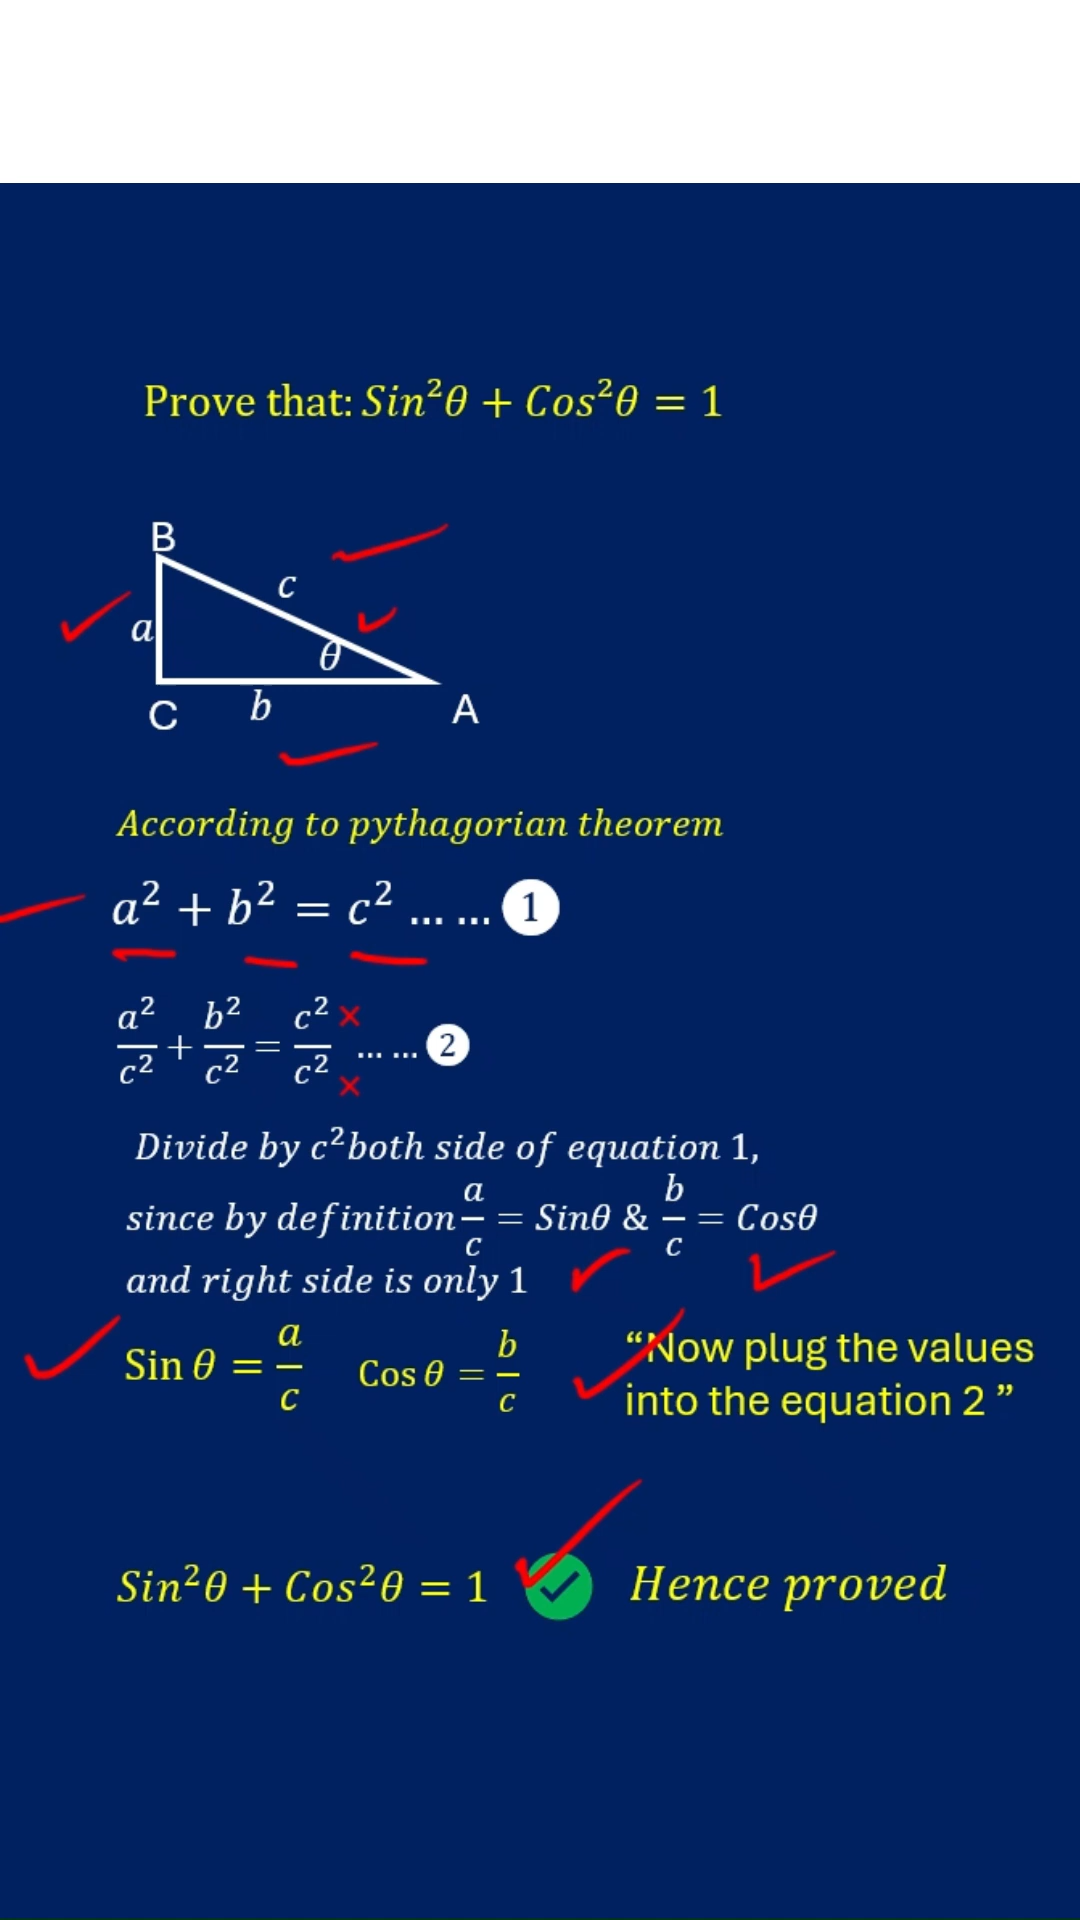 Prove that: Sin²θ + Cos²θ = 1
B
c
a
θ
C
b
A
According to pythagorian theorem
a² + b² = c² ... ... 1
a²/c² + b²/c² = c²/c² ... ... 2
Divide by c²both side of equation 1,
since by definition a/c = Sinθ & b/c = Cosθ
and right side is only 1
Sin θ = a/c
Cos θ = b/c
“Now plug the values
into the equation 2 ”
Sin²θ + Cos²θ = 1
Hence proved